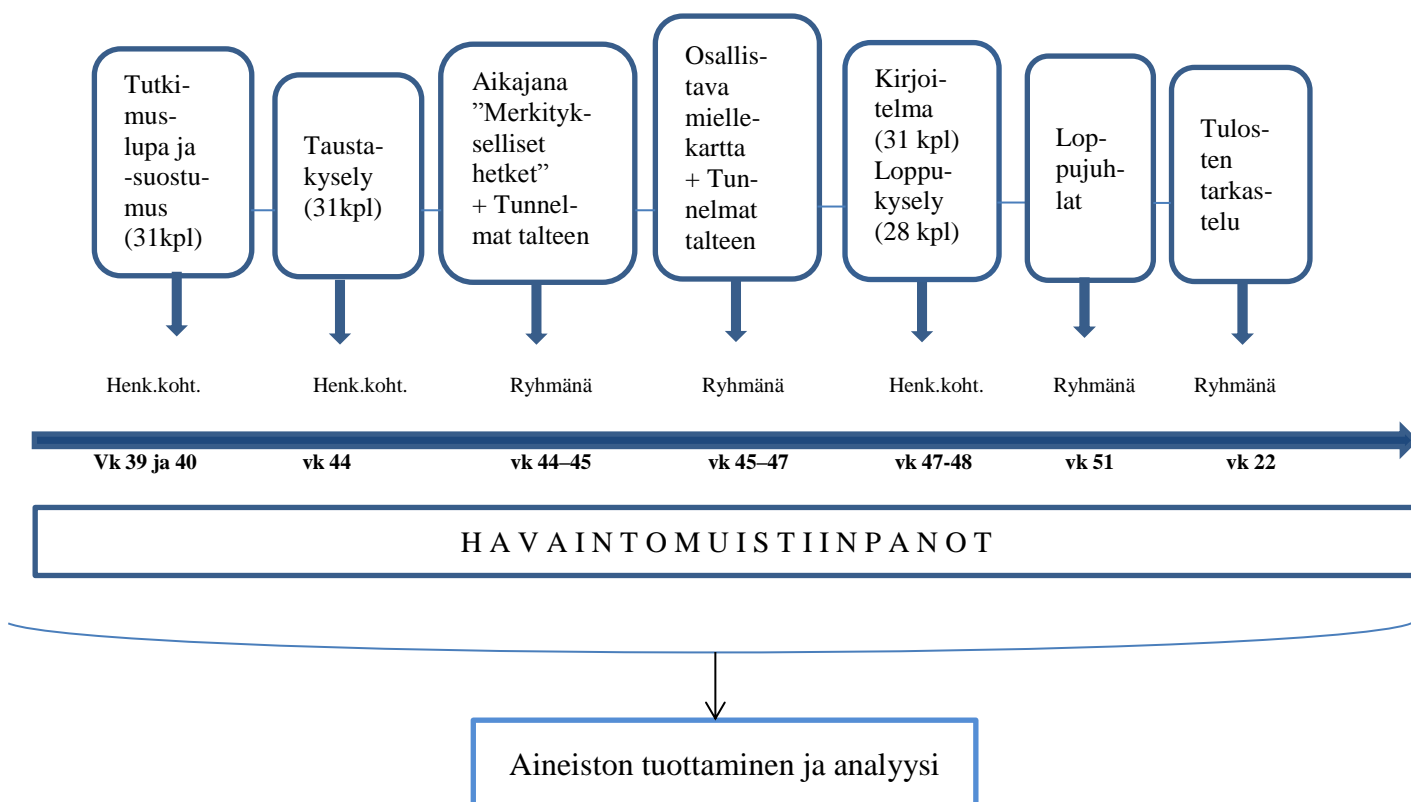 Tutki-
mus-
lupa ja
-suostu-
mus
(31kpl)
Tausta-
kysely
(31kpl)
Aikajana
”Merkityk-
selliset
hetket”
+ Tunnel-
mat talteen
Osallis-
tava
mielle-
kartta
+ Tun-
nelmat
talteen
Kirjoi-
telma
(31 kpl)
Loppu-
kysely
(28 kpl)
Lop-
pujuh-
lat
Tulos-
ten
tarkas-
telu
Henk.koht.
Henk.koht.
Ryhmänä
Ryhmänä
Henk.koht.
Ryhmänä
Ryhmänä
Vk 39 ja 40
vk 44
vk 44–45
vk 45–47
vk 47-48
vk 51
vk 22
H A V A I N T O M U I S T I I N P A N O T
Aineiston tuottaminen ja analyysi